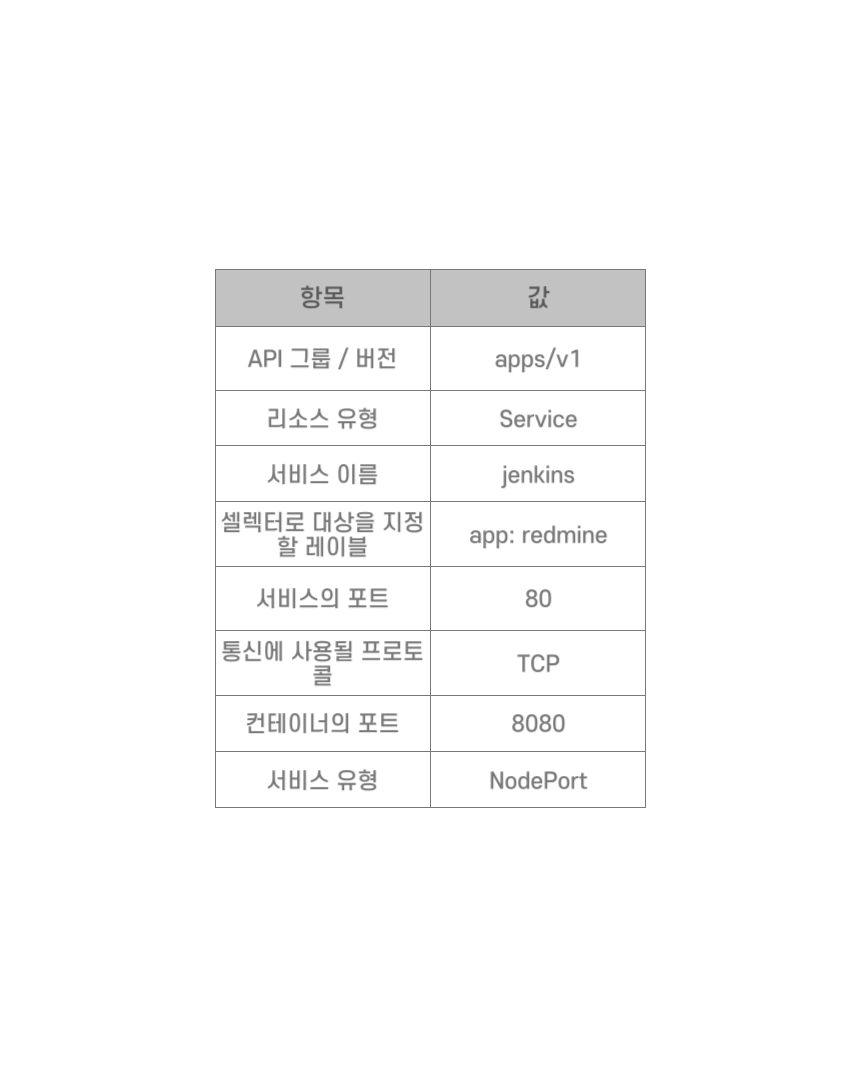 항목 값
API 그룹 / 버전 apps/v1
리소스 유형 Service
서비스 이름 jenkins
셀렉터로 대상을 지정
할 레이블 app: redmine
서비스의 포트 80
통신에 사용될 프로토
콜 TCP
컨테이너의 포트 8080
서비스 유형 NodePort